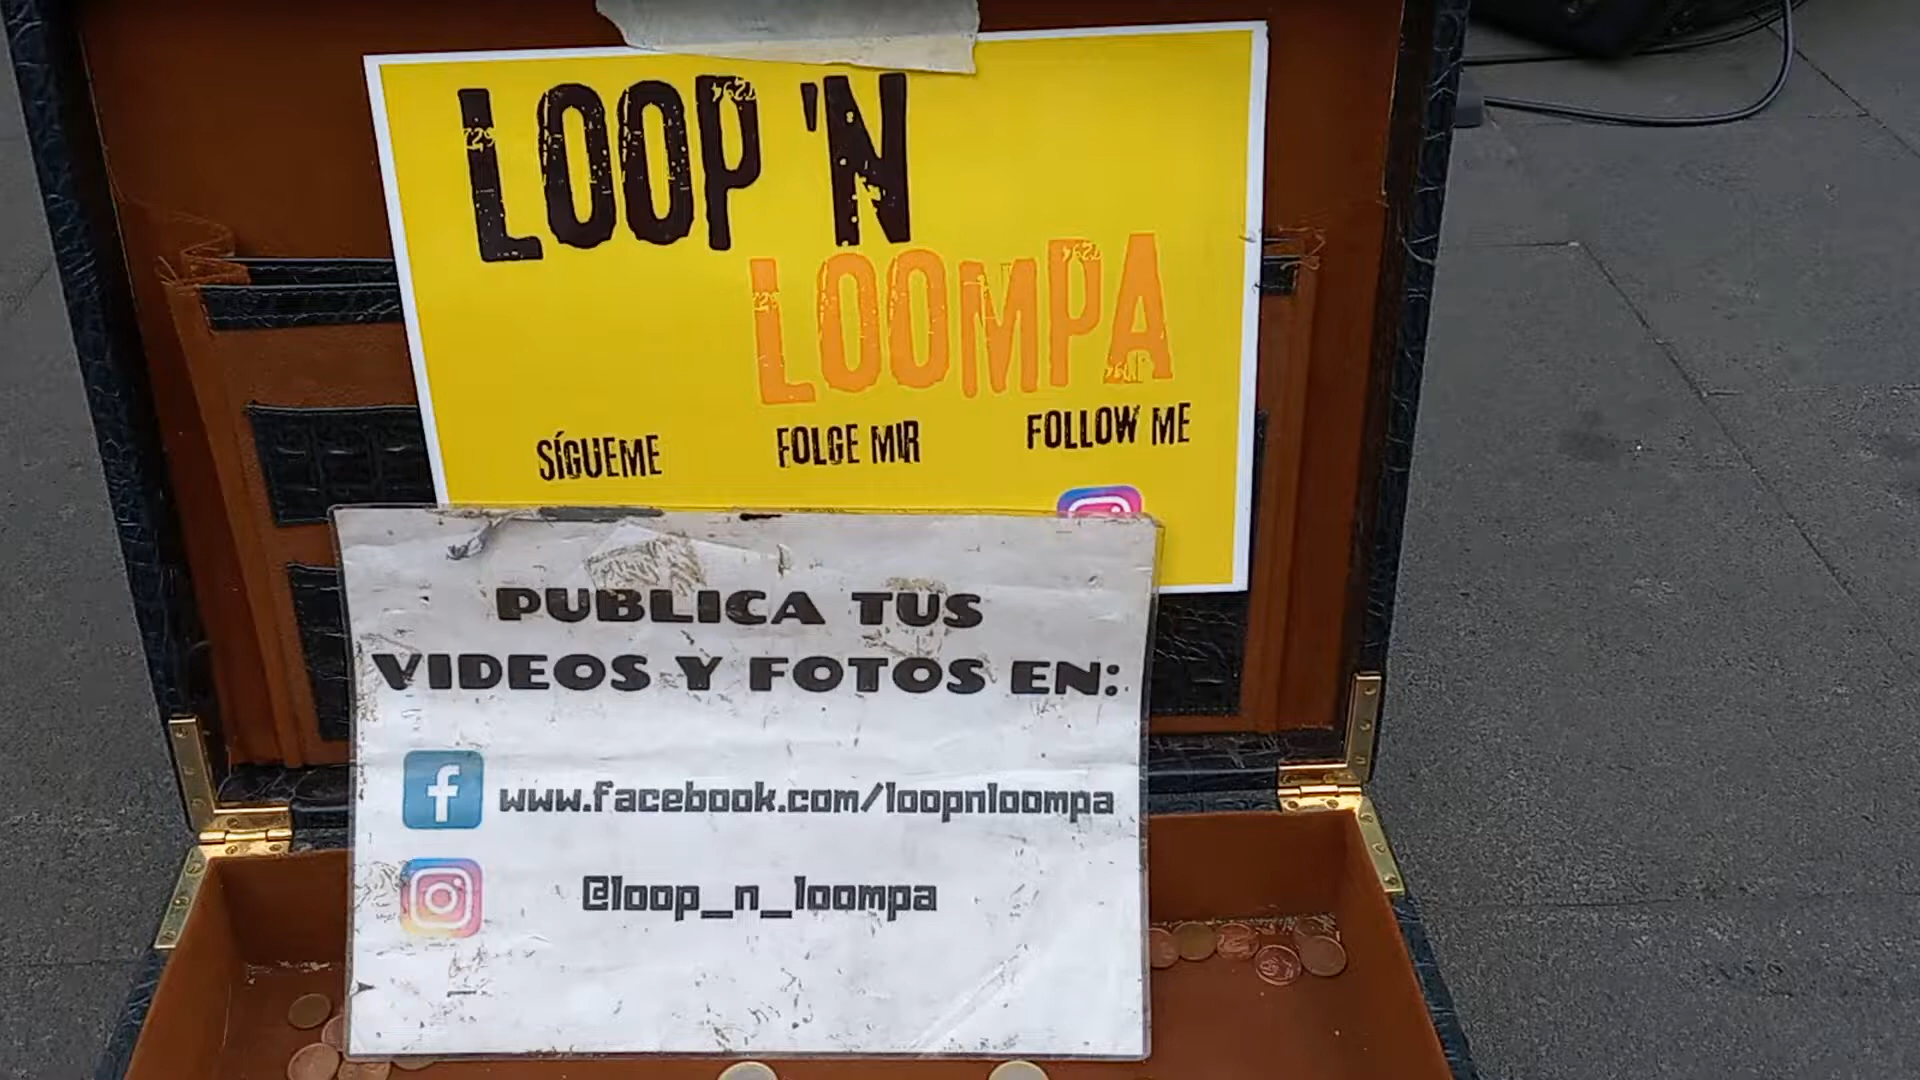 LOOP 'N
LOOMPA
SÍGUEME FOLGE MIR FOLLOW ME
PUBLICA TUS
VIDEOS Y FOTOS EN:
www.facebook.com/loopnloompa
@loop_n_loompa